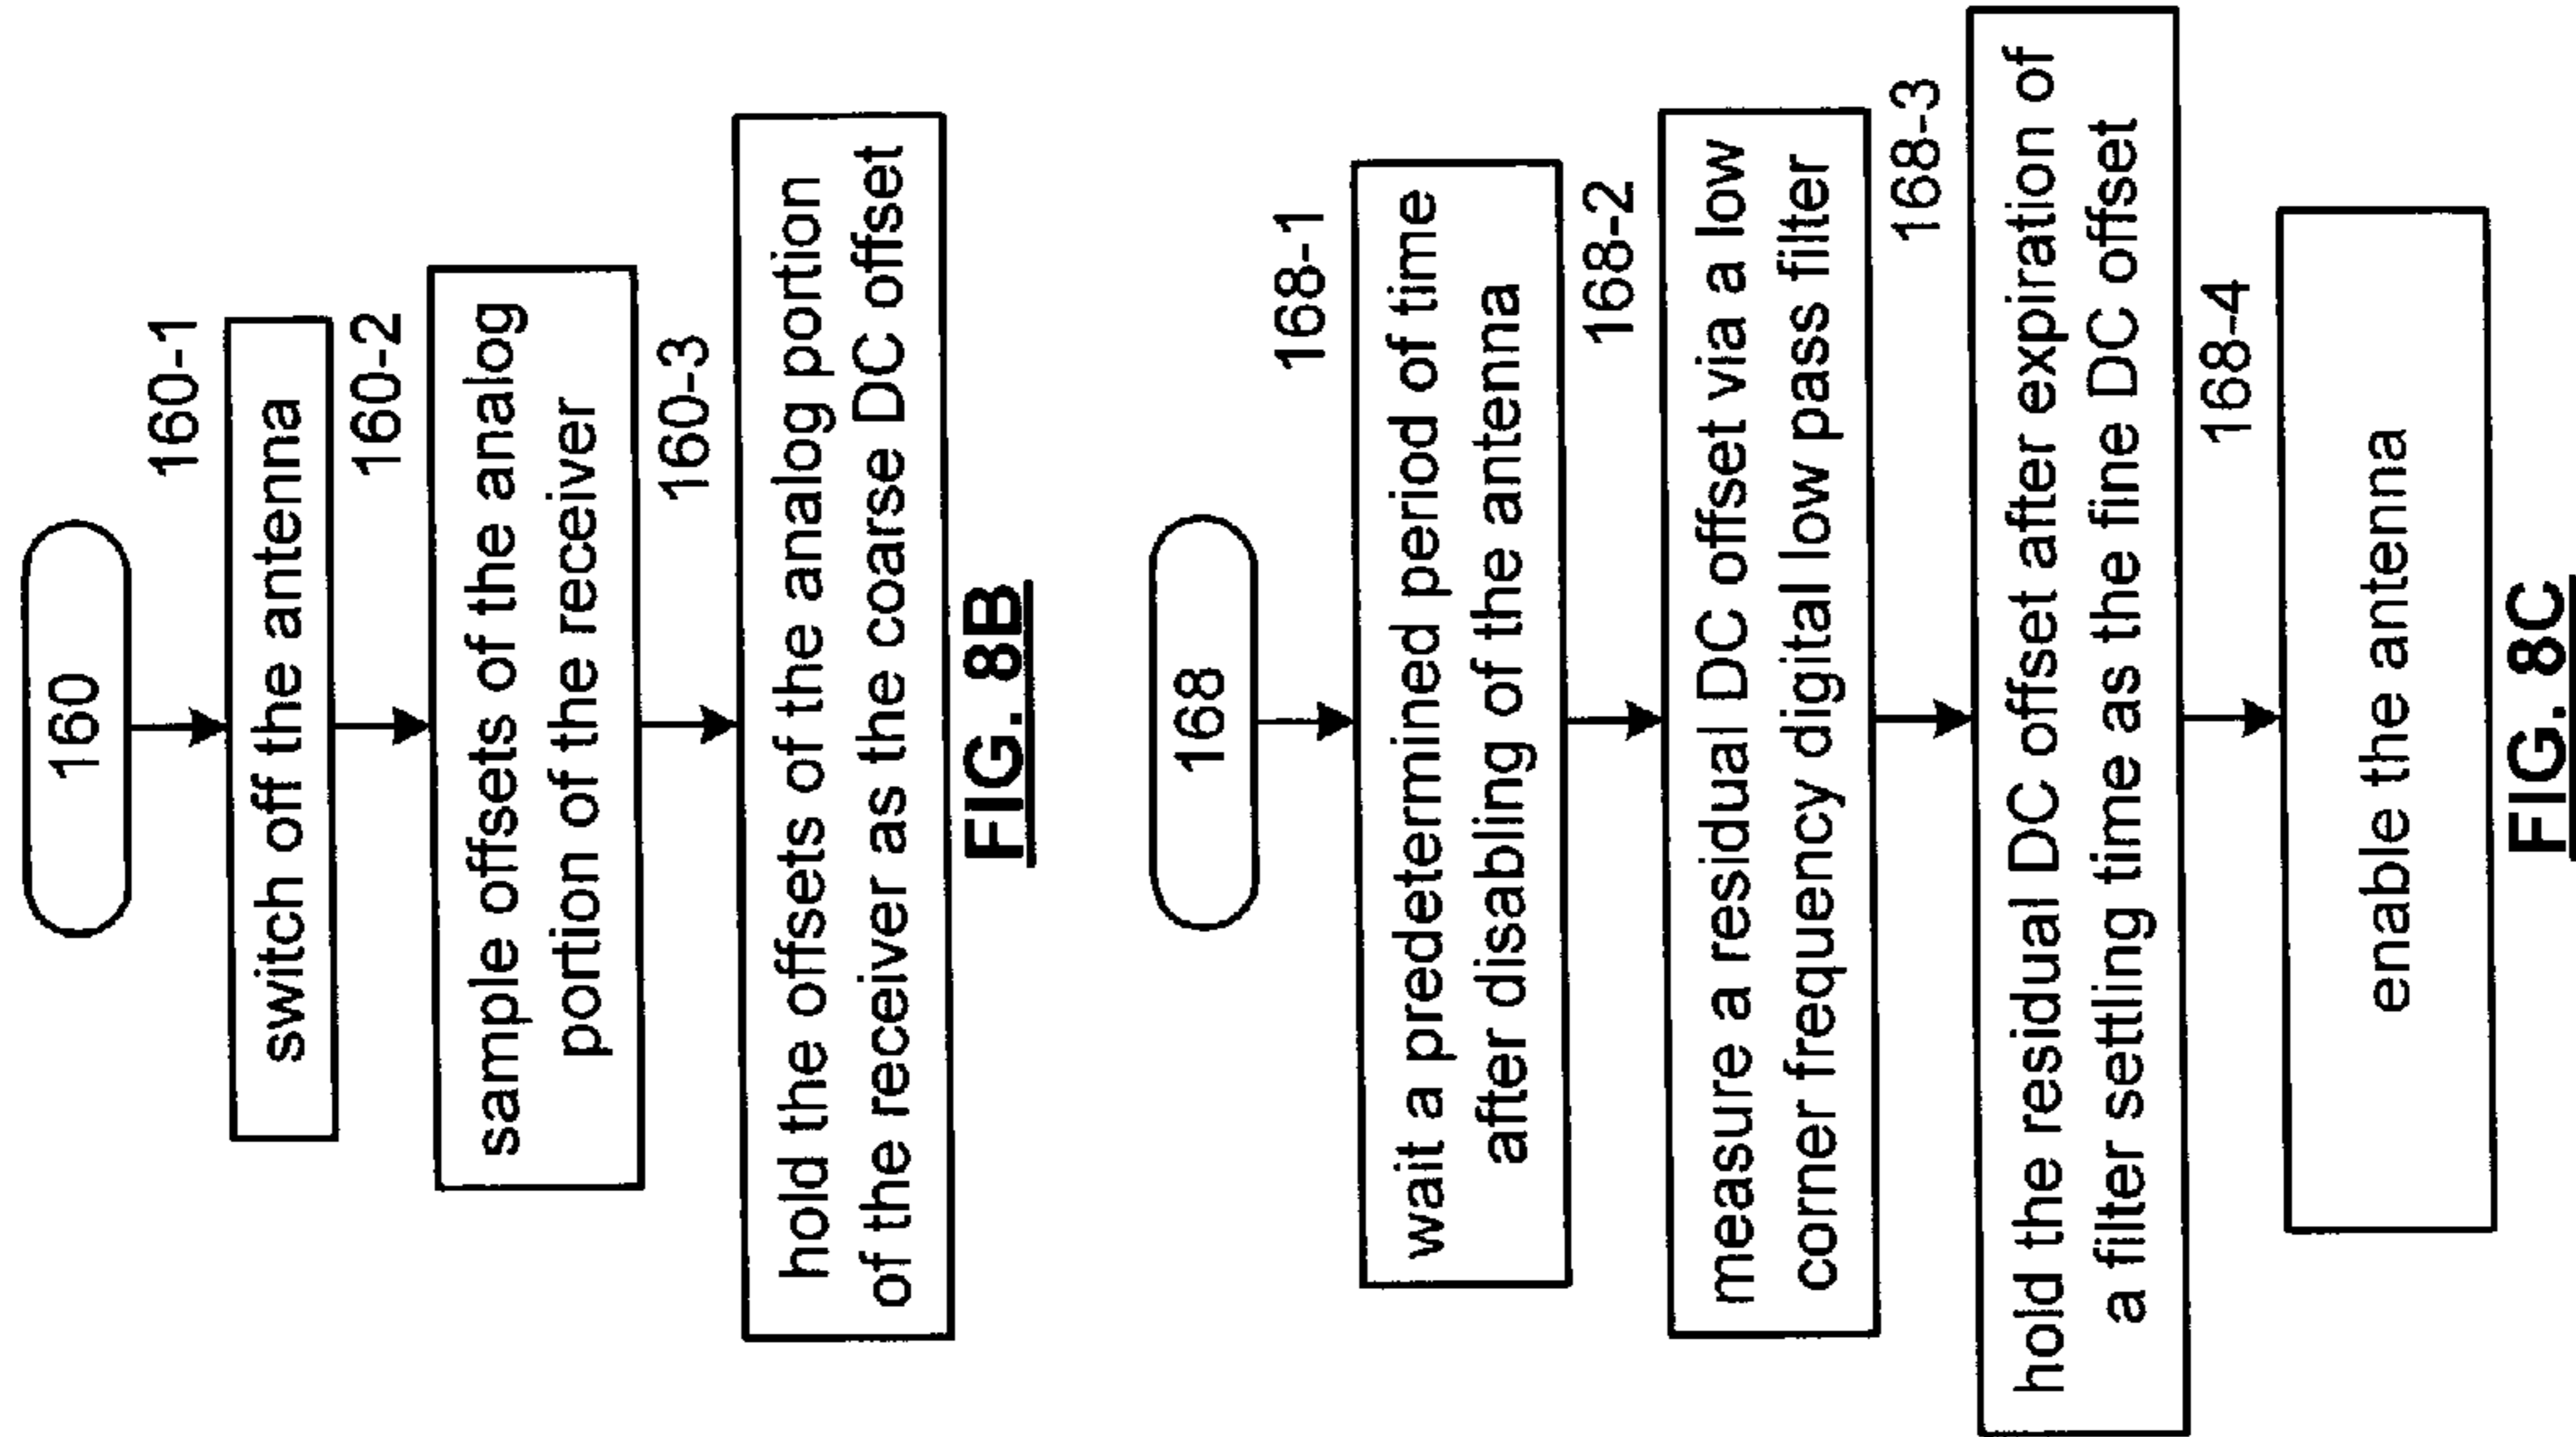 160
160-1
switch off the antenna
160-2
sample offsets of the analog
portion of the receiver
160-3
hold the offsets of the analog portion
of the receiver as the coarse DC offset
FIG. 8B
168
168-1
wait a predetermined period of time
after disabling of the antenna
168-2
measure a residual DC offset via a low
corner frequency digital low pass filter
168-3
hold the residual DC offset after expiration of
a filter settling time as the fine DC offset
168-4
enable the antenna
FIG. 8C